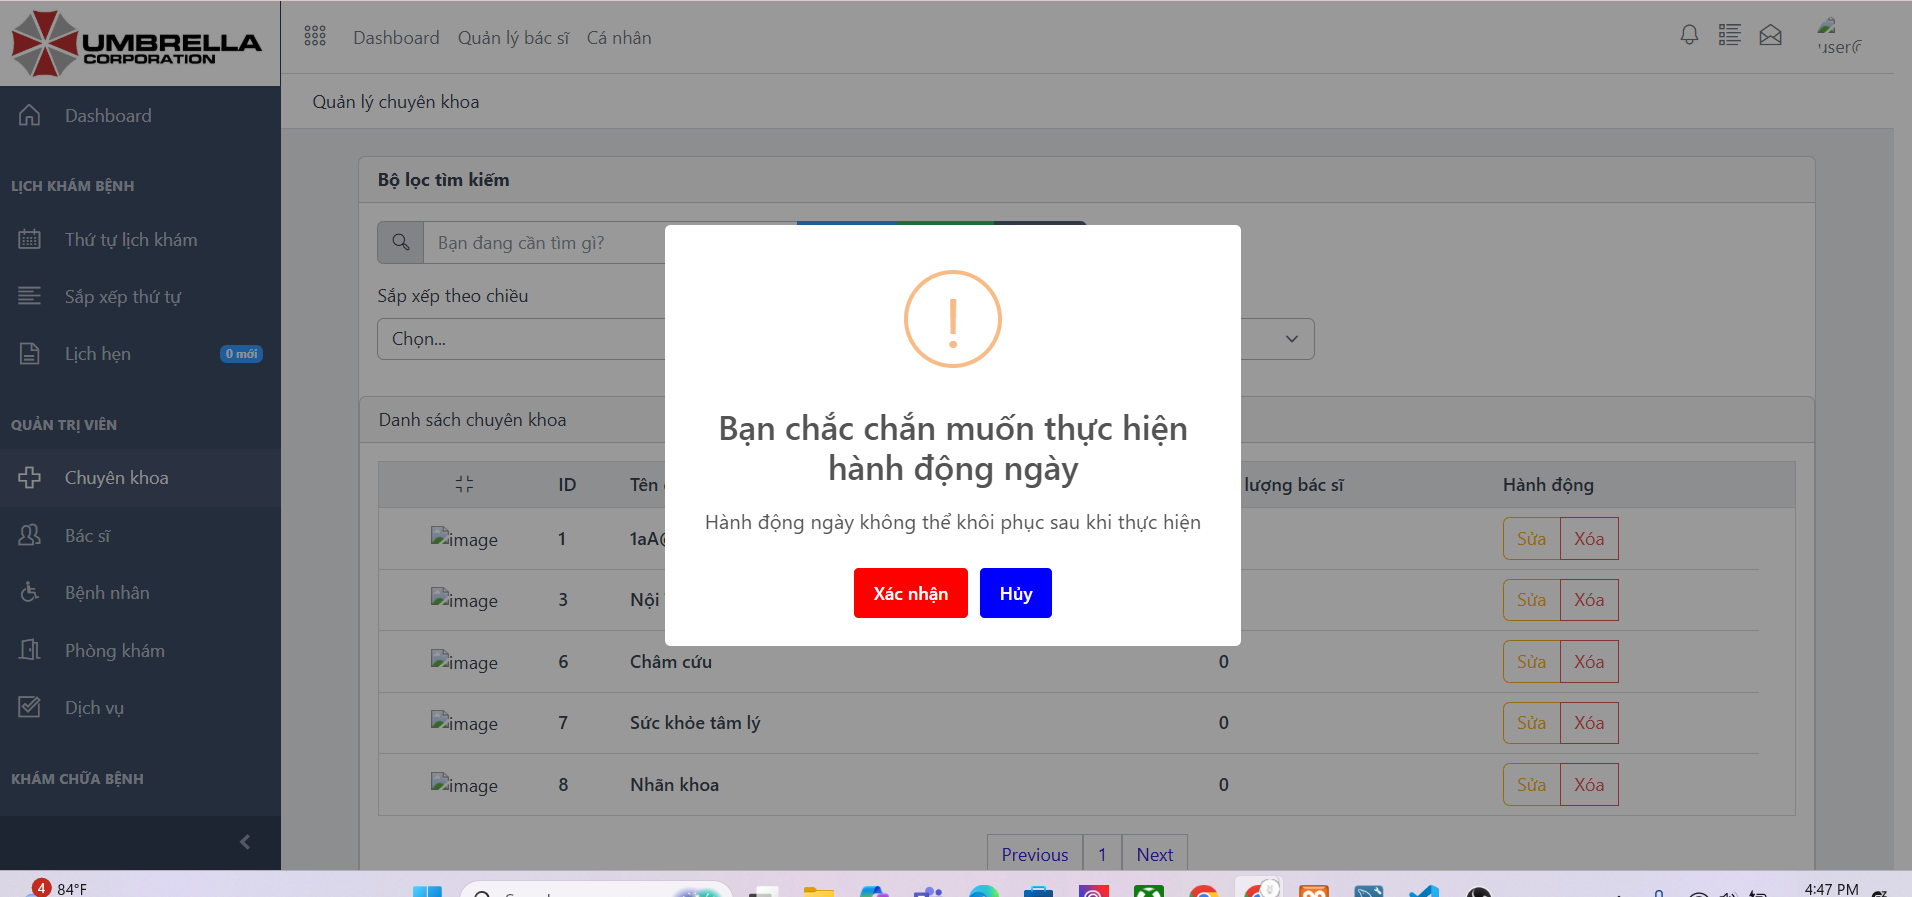 UMBRELLA
CORPORATION
Dashboard
Quản lý bác sĩ
Cá nhân
Dashboard
LỊCH KHÁM BỆNH
Thứ tự lịch khám
Sắp xếp thứ tự
Lịch hẹn
0 mới
QUẢN TRỊ VIÊN
Chuyên khoa
Bác sĩ
Bệnh nhân
Phòng khám
Dịch vụ
KHÁM CHỮA BỆNH
Quản lý chuyên khoa
Bộ lọc tìm kiếm
Bạn đang cần tìm gì?
Sắp xếp theo chiều
Chọn...
Danh sách chuyên khoa
ID
Tên
lượng bác sĩ
Hành động
image
1
1aA@
Sửa
Xóa
image
3
Nội
Sửa
Xóa
image
6
Châm cứu
0
Sửa
Xóa
image
7
Sức khỏe tâm lý
0
Sửa
Xóa
image
8
Nhãn khoa
0
Sửa
Xóa
Previous
1
Next
Bạn chắc chắn muốn thực hiện
hành động ngày
Hành động ngày không thể khôi phục sau khi thực hiện
Xác nhận
Hủy
4
84°F
4:47 PM